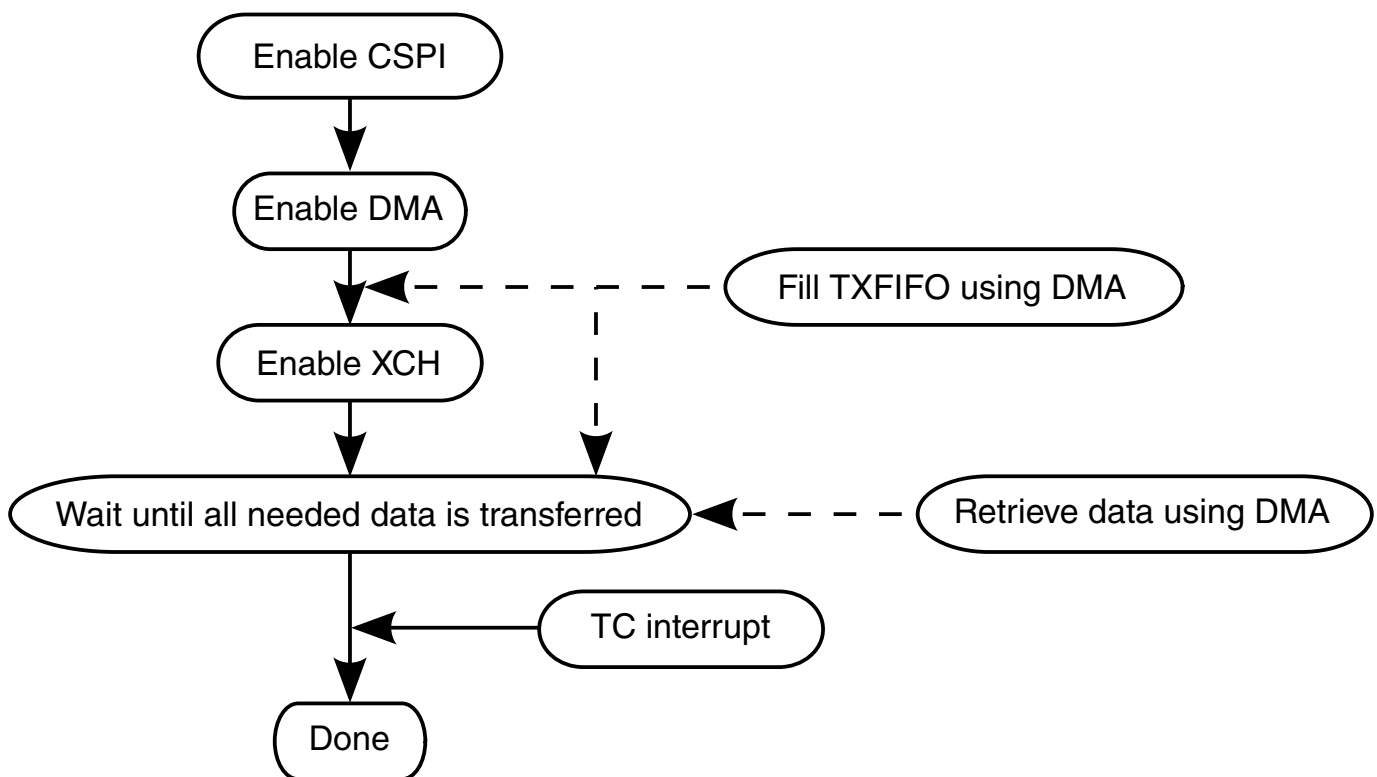 Enable CSPI
Enable DMA
Fill TXFIFO using DMA
Enable XCH
Wait until all needed data is transferred
Retrieve data using DMA
TC interrupt
Done